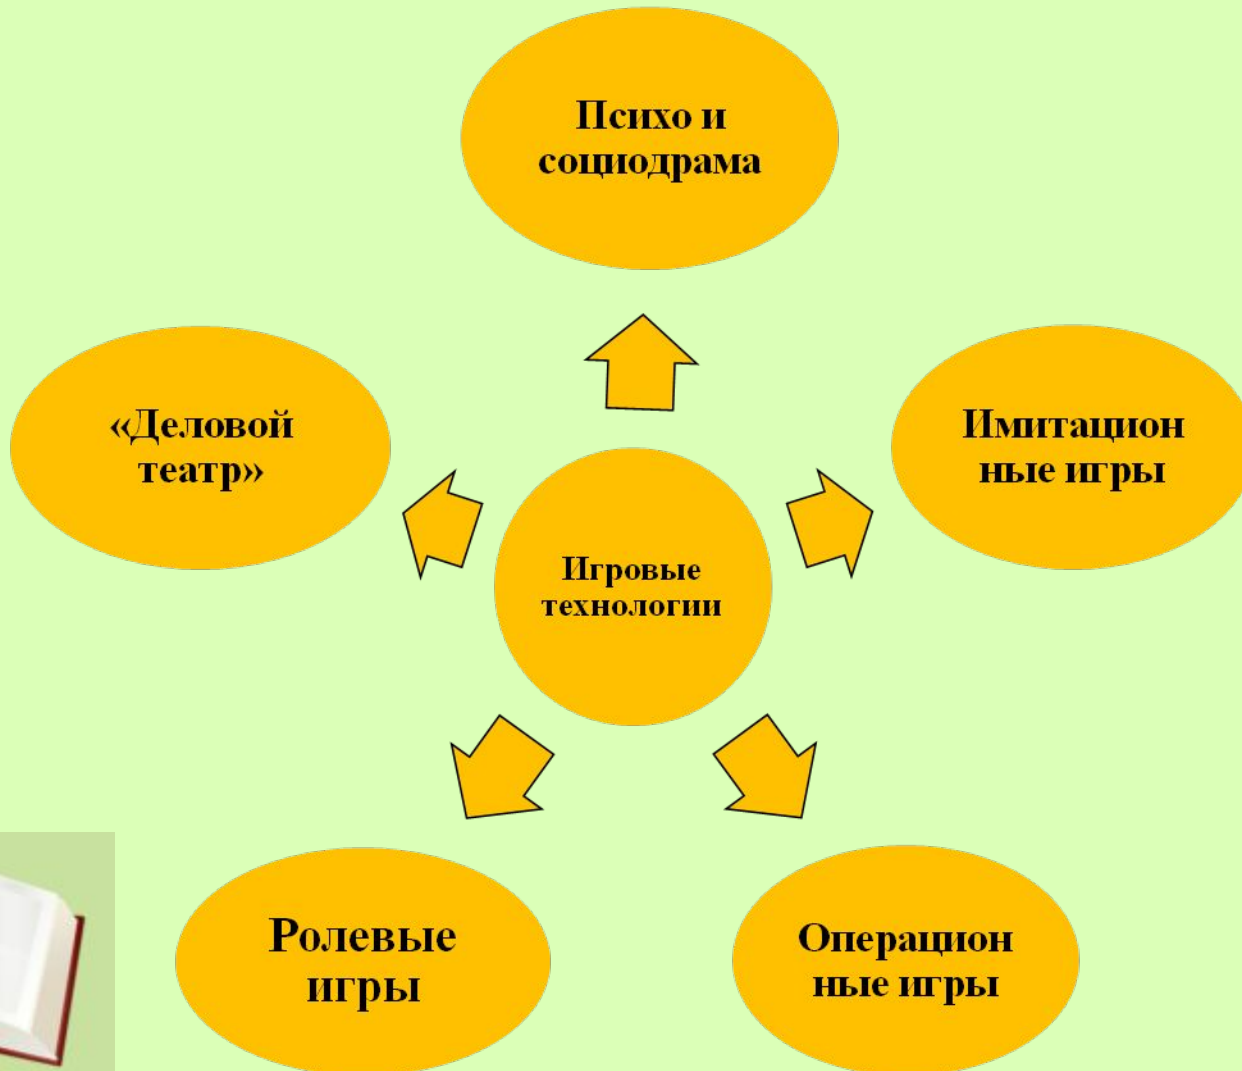 Психо и
социодрама
«Деловой
театр»
Имитацион
ные игры
Игровые
технологии
Ролевые
игры
Операцион
ные игры